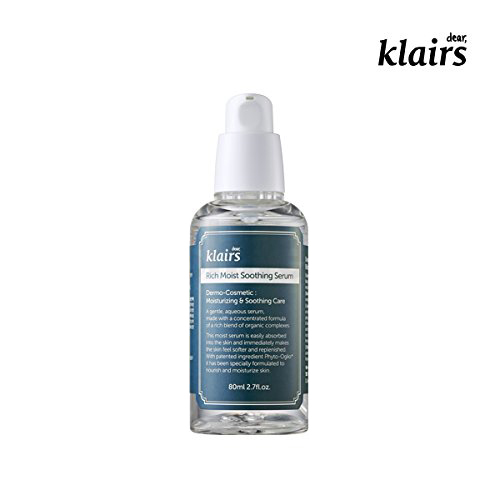 dear,
klairs
dear,
klairs
Rich Moist Soothing Serum
Dermo-Cosmetic :
Moisturizing & Soothing Care
A gentle, aqueous serum,
made with a concentrated formula
of a rich blend of organic complexes.
This moist serum is easily absorbed
into the skin and immediately makes
the skin feel softer and replenished.
With patented ingredient Phyto-Oligo®
it has been specially formulated to
nourish and moisturize skin.
80ml 2.7fl.oz.